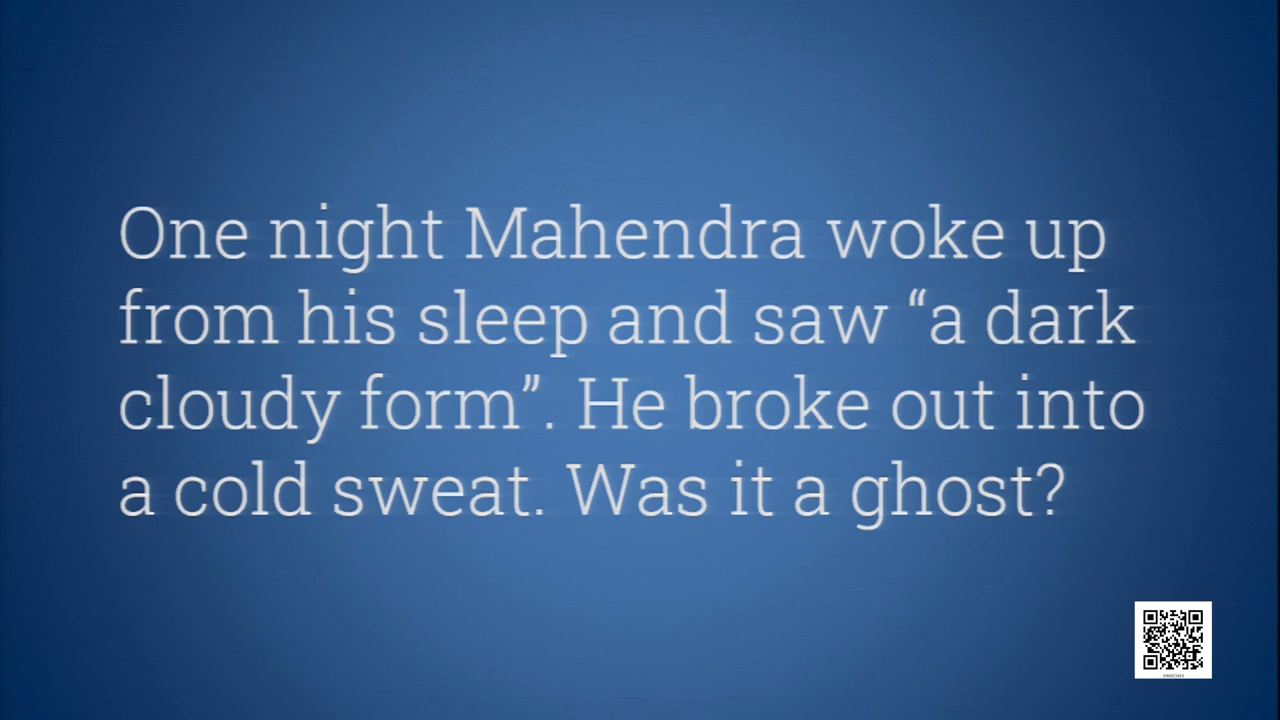 One night Mahendra woke up
from his sleep and saw “a dark
cloudy form”. He broke out into
a cold sweat. Was it a ghost?